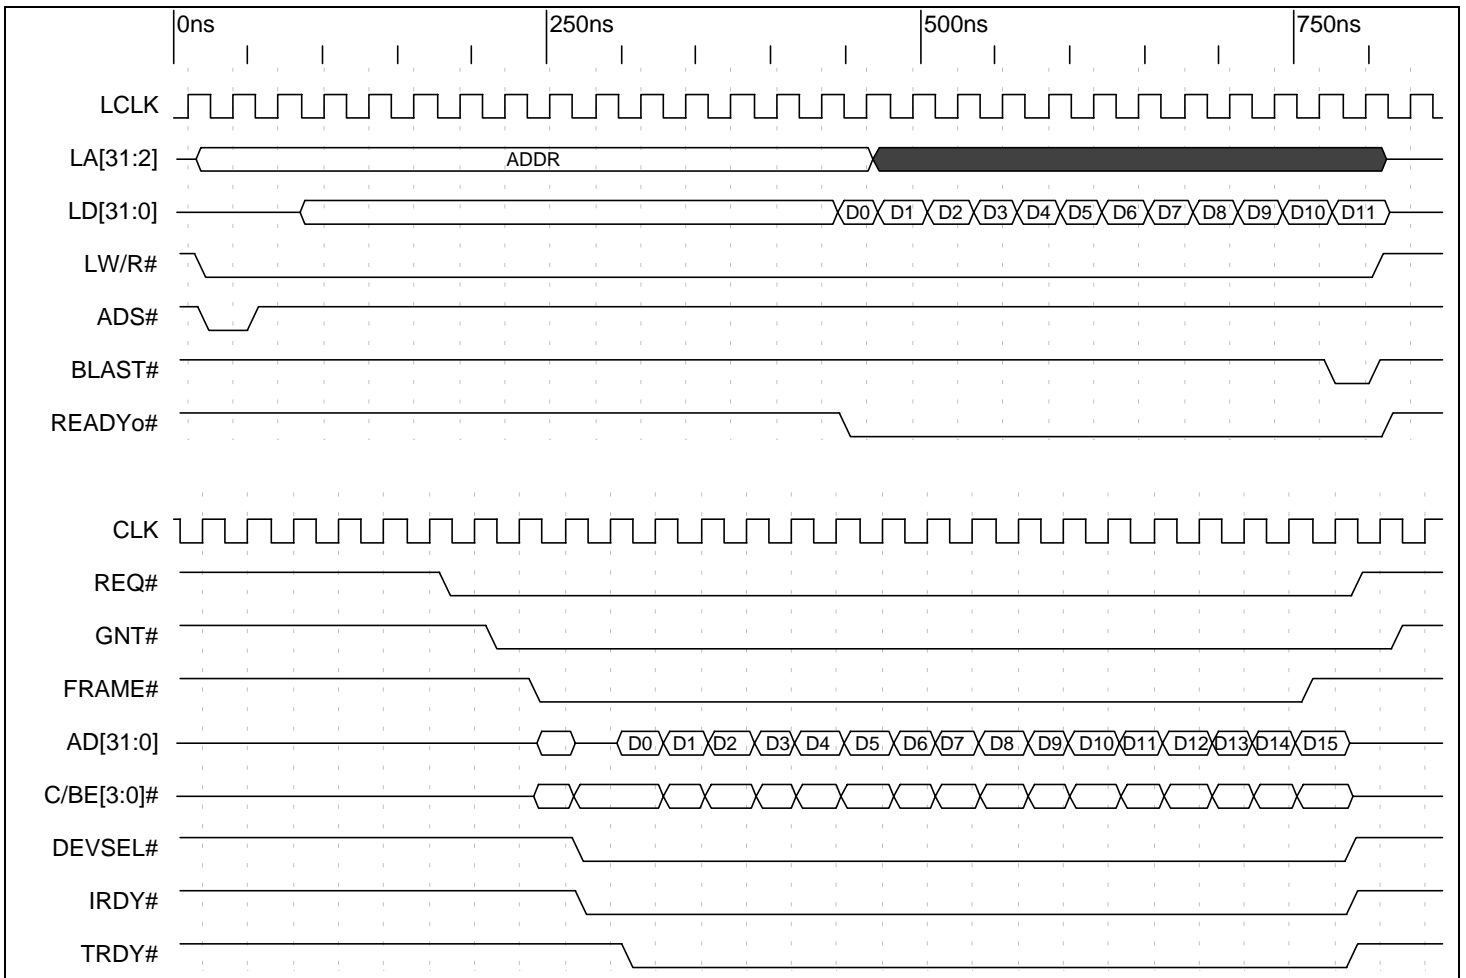 0ns 250ns 500ns 750ns
LCLK
LA[31:2] ADDR
LD[31:0] D0 D1 D2 D3 D4 D5 D6 D7 D8 D9 D10 D11
LW/R#
ADS#
BLAST#
READYo#
CLK
REQ#
GNT#
FRAME#
AD[31:0] D0 D1 D2 D3 D4 D5 D6 D7 D8 D9 D10 D11 D12 D13 D14 D15
C/BE[3:0]#
DEVSEL#
IRDY#
TRDY#